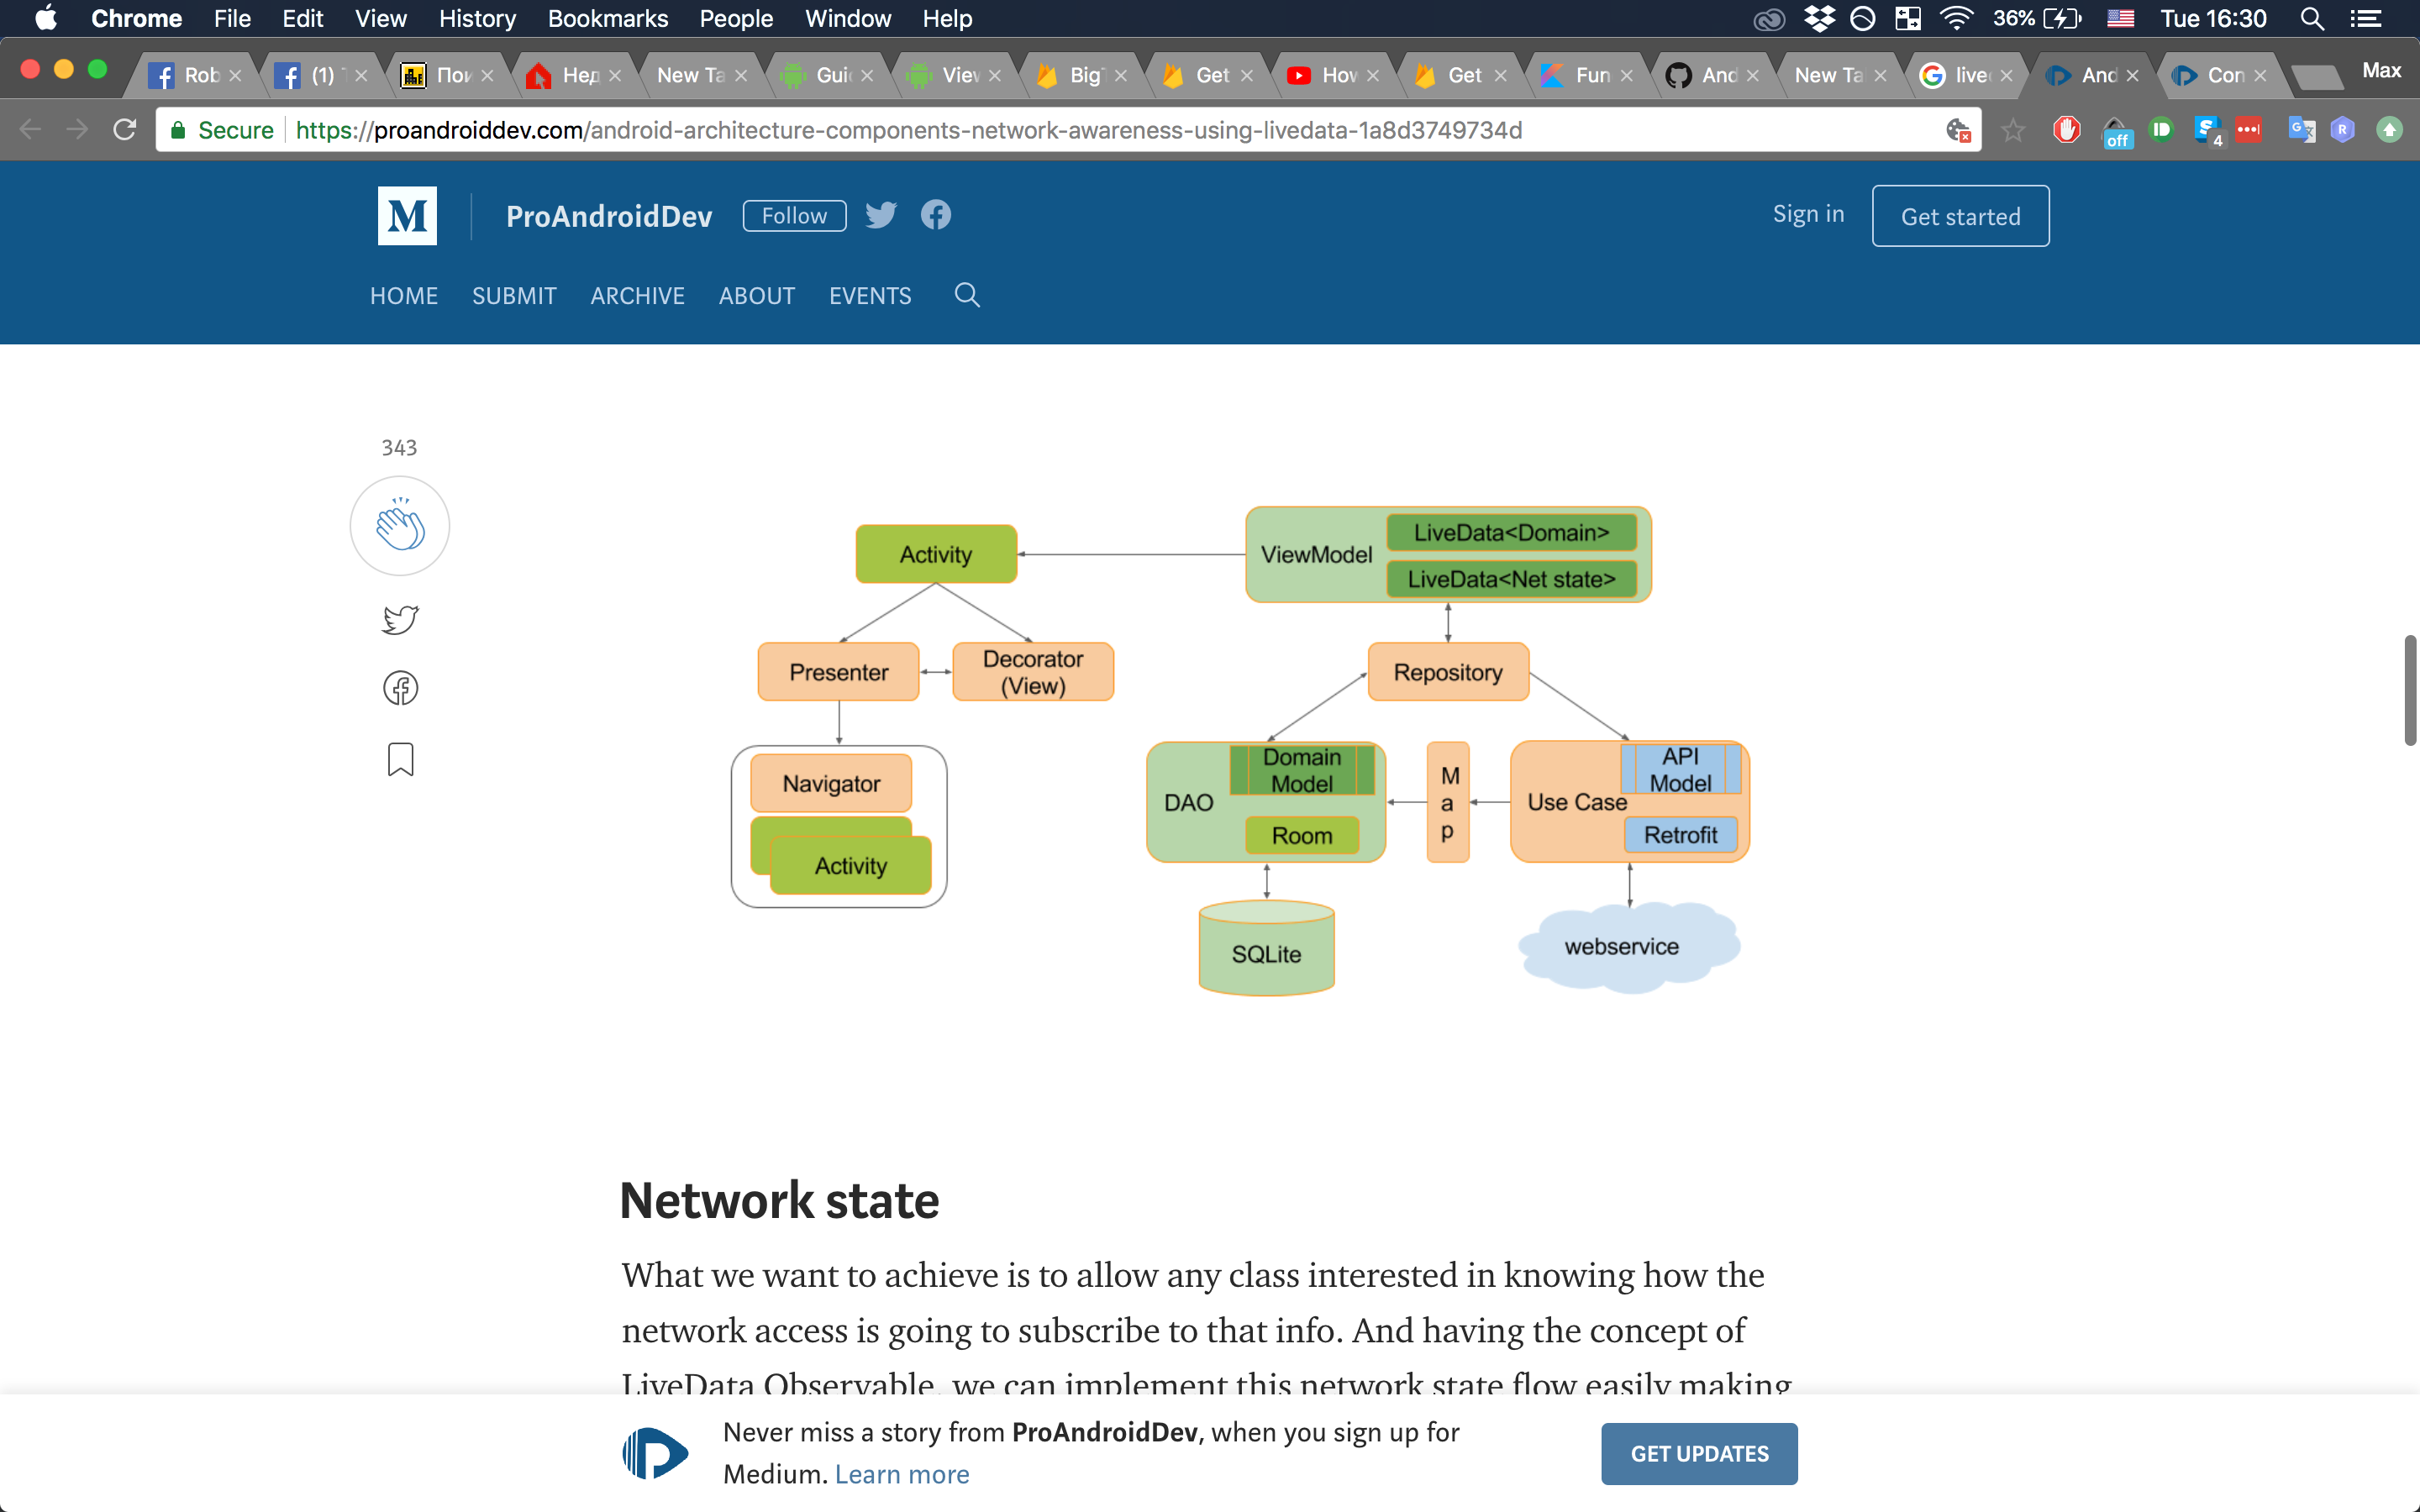 Chrome File Edit View History Bookmarks People Window Help 36% Tue 16:30
Rob (1) Пои Нед New Ta Gui View Big Get How Get Fun And New Ta live And Con Max
Secure https://proandroiddev.com/android-architecture-components-network-awareness-using-livedata-1a8d3749734d off 4
M ProAndroidDev Follow Sign in Get started
HOME SUBMIT ARCHIVE ABOUT EVENTS
343
Activity
ViewModel
LiveData<Domain>
LiveData<Net state>
Presenter
Decorator
(View)
Repository
Navigator
Activity
DAO
Domain
Model
Room
M
a
p
Use Case
API
Model
Retrofit
SQLite
webservice
Network state
What we want to achieve is to allow any class interested in knowing how the
network access is going to subscribe to that info. And having the concept of
LiveData Observable, we can implement this network state flow easily making
Never miss a story from ProAndroidDev, when you sign up for
Medium. Learn more
GET UPDATES